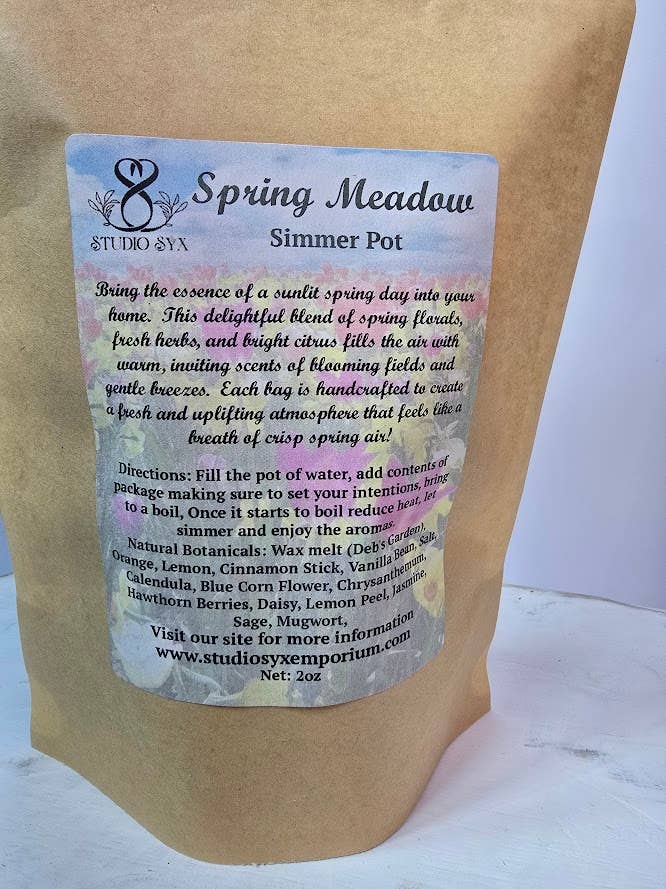 STUDIO SYX
Spring Meadow
Simmer Pot
Bring the essence of a sunlit spring day into your
home. This delightful blend of spring florals,
fresh herbs, and bright citrus fills the air with
warm, inviting scents of blooming fields and
gentle breezes. Each bag is handcrafted to create
a fresh and uplifting atmosphere that feels like a
breath of crisp spring air!
Directions: Fill the pot of water, add contents of
package making sure to set your intentions, bring
to a boil, Once it starts to boil reduce heat, let
simmer and enjoy the aromas.
Natural Botanicals: Wax melt (Deb's Garden),
Orange, Lemon, Cinnamon Stick, Vanilla Bean, Salt,
Calendula, Blue Corn Flower, Chrysanthemum,
Hawthorn Berries, Daisy, Lemon Peel, Jasmine,
Sage, Mugwort,
Visit our site for more information
www.studiosyxemporium.com
Net: 2oz